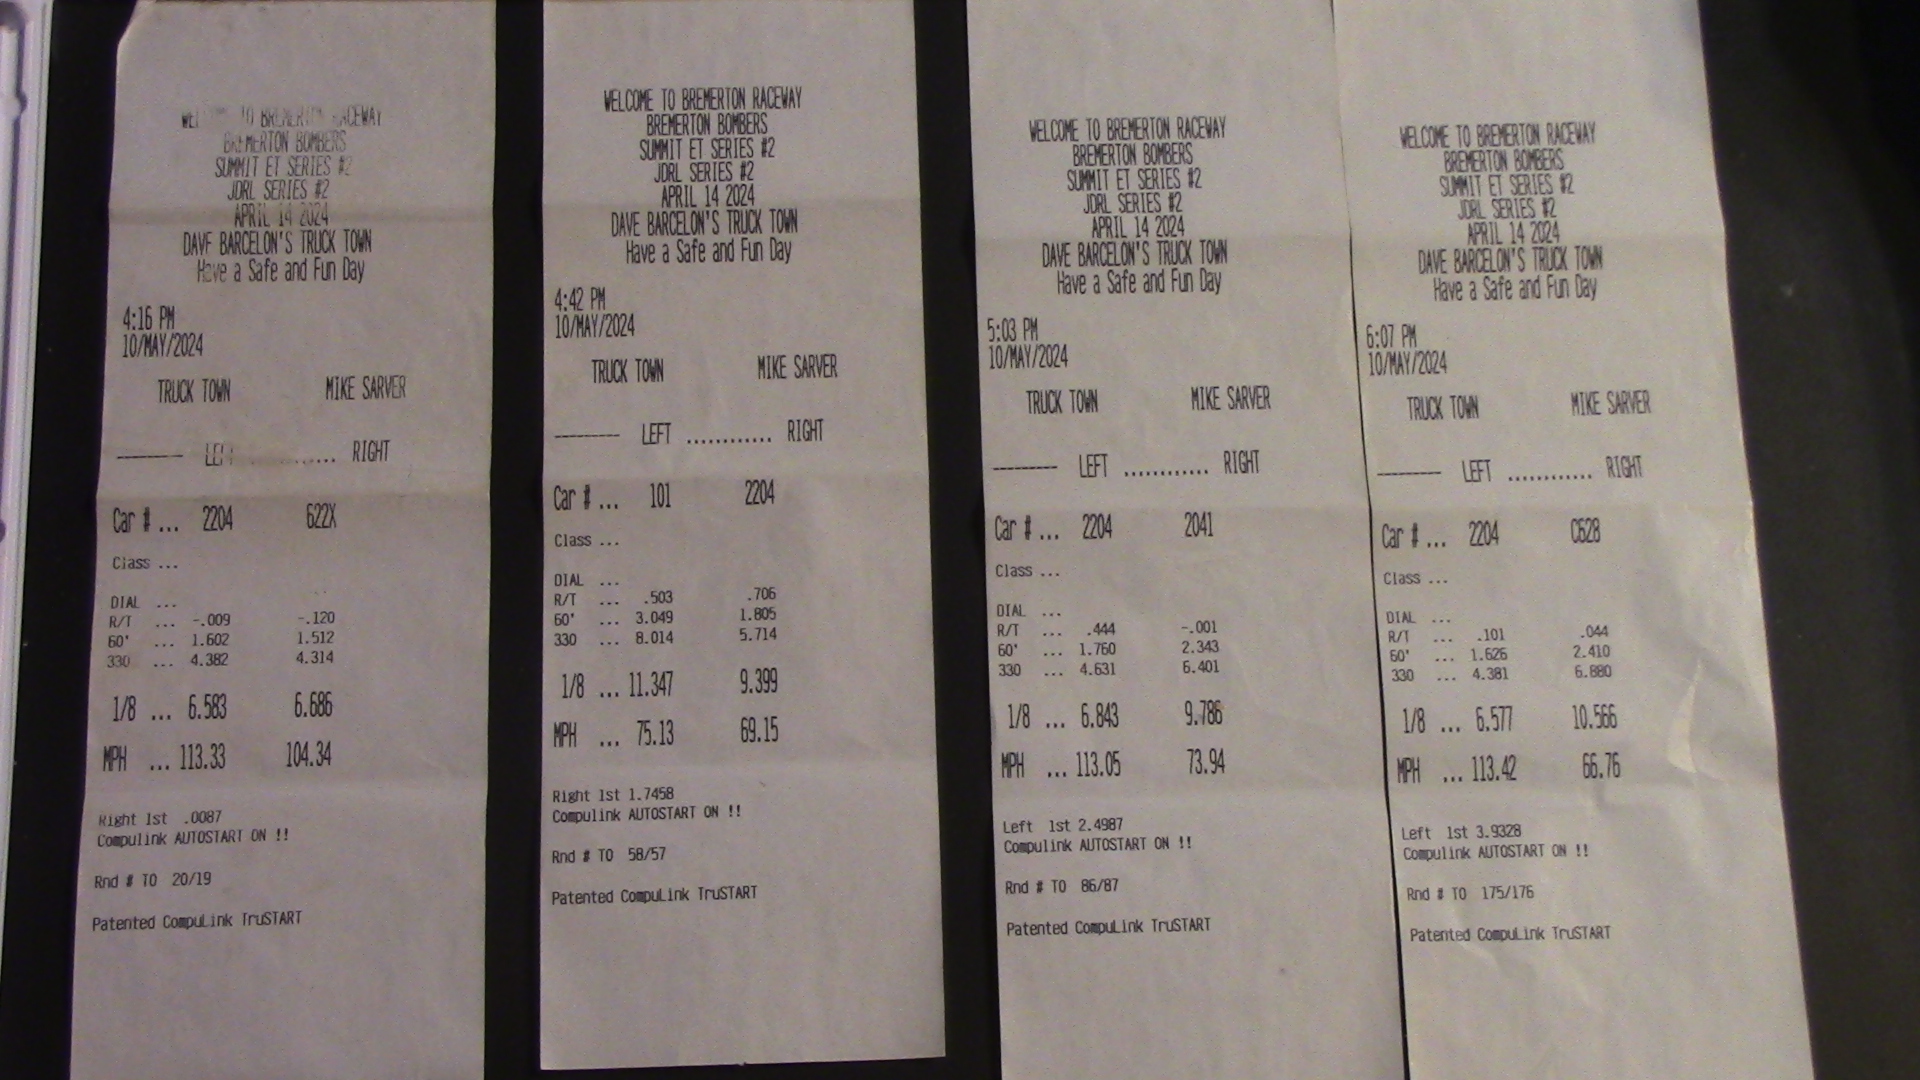 WELCOME TO BREMERTON RACEWAY
BREMERTON BOMBERS
SUMMIT ET SERIES #2
JDRL SERIES #2
APRIL 14 2024
DAVE BARCELON'S TRUCK TOWN
Have a Safe and Fun Day
4:16 PM
10/MAY/2024
TRUCK TOWN MIKE SARVER
-------- LEFT ............ RIGHT
Car # ... 2204 622X
Class ...
DIAL ...
R/T ... -.009 -.120
60' ... 1.602 1.512
330 ... 4.382 4.314
1/8 ... 6.583 6.686
MPH ... 113.33 104.34
Right 1st .0087
Compulink AUTOSTART ON !!
Rnd # TO 20/19
Patented CompuLink TruSTART
WELCOME TO BREMERTON RACEWAY
BREMERTON BOMBERS
SUMMIT ET SERIES #2
JDRL SERIES #2
APRIL 14 2024
DAVE BARCELON'S TRUCK TOWN
Have a Safe and Fun Day
4:42 PM
10/MAY/2024
TRUCK TOWN MIKE SARVER
-------- LEFT ............ RIGHT
Car # ... 101 2204
Class ...
DIAL ...
R/T ... .503 .706
60' ... 3.049 1.805
330 ... 8.014 5.714
1/8 ... 11.347 9.399
MPH ... 75.13 69.15
Right 1st 1.7458
Compulink AUTOSTART ON !!
Rnd # TO 58/57
Patented CompuLink TruSTART
WELCOME TO BREMERTON RACEWAY
BREMERTON BOMBERS
SUMMIT ET SERIES #2
JDRL SERIES #2
APRIL 14 2024
DAVE BARCELON'S TRUCK TOWN
Have a Safe and Fun Day
5:03 PM
10/MAY/2024
TRUCK TOWN MIKE SARVER
-------- LEFT ............ RIGHT
Car # ... 2204 2041
Class ...
DIAL ...
R/T ... .444 -.001
60' ... 1.760 2.343
330 ... 4.631 6.401
1/8 ... 6.843 9.786
MPH ... 113.05 73.94
Left 1st 2.4987
Compulink AUTOSTART ON !!
Rnd # TO 86/87
Patented CompuLink TruSTART
WELCOME TO BREMERTON RACEWAY
BREMERTON BOMBERS
SUMMIT ET SERIES #2
JDRL SERIES #2
APRIL 14 2024
DAVE BARCELON'S TRUCK TOWN
Have a Safe and Fun Day
6:07 PM
10/MAY/2024
TRUCK TOWN MIKE SARVER
-------- LEFT ............ RIGHT
Car # ... 2204 C628
Class ...
DIAL ...
R/T ... .101 .044
60' ... 1.626 2.410
330 ... 4.381 6.880
1/8 ... 6.577 10.566
MPH ... 113.42 66.76
Left 1st 3.9328
Compulink AUTOSTART ON !!
Rnd # TO 175/176
Patented CompuLink TruSTART